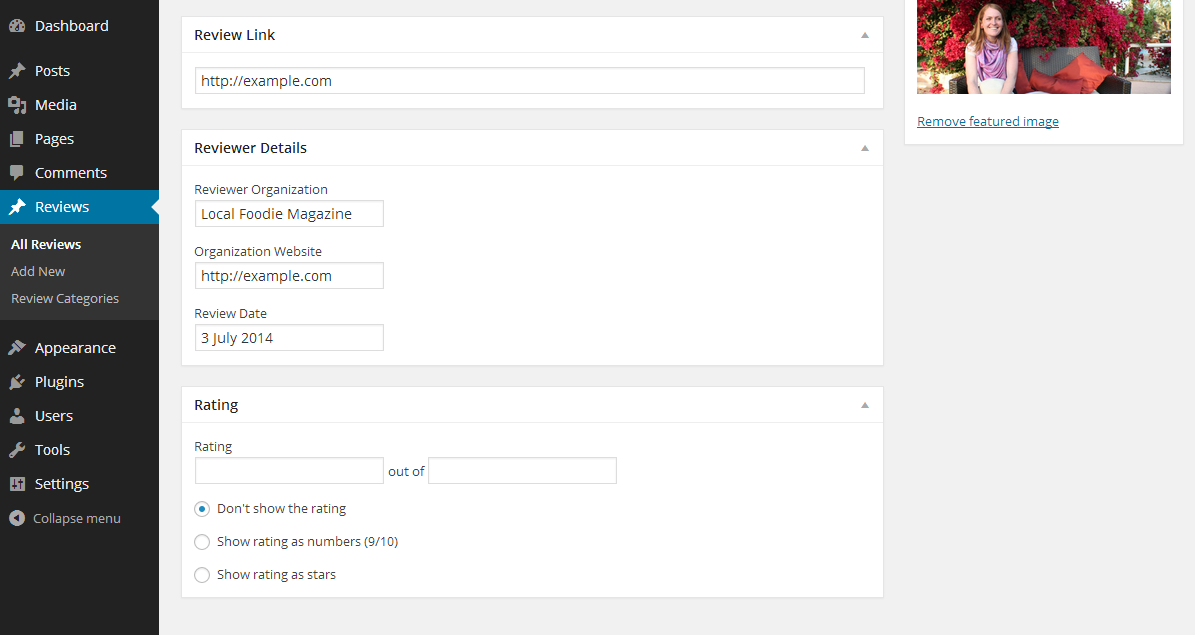 Dashboard
Posts
Media
Pages
Comments
Reviews
All Reviews
Add New
Review Categories
Appearance
Plugins
Users
Tools
Settings
Collapse menu
Review Link
http://example.com
Reviewer Details
Reviewer Organization
Local Foodie Magazine
Organization Website
http://example.com
Review Date
3 July 2014
Rating
Rating
out of
Don't show the rating
Show rating as numbers (9/10)
Show rating as stars
Remove featured image